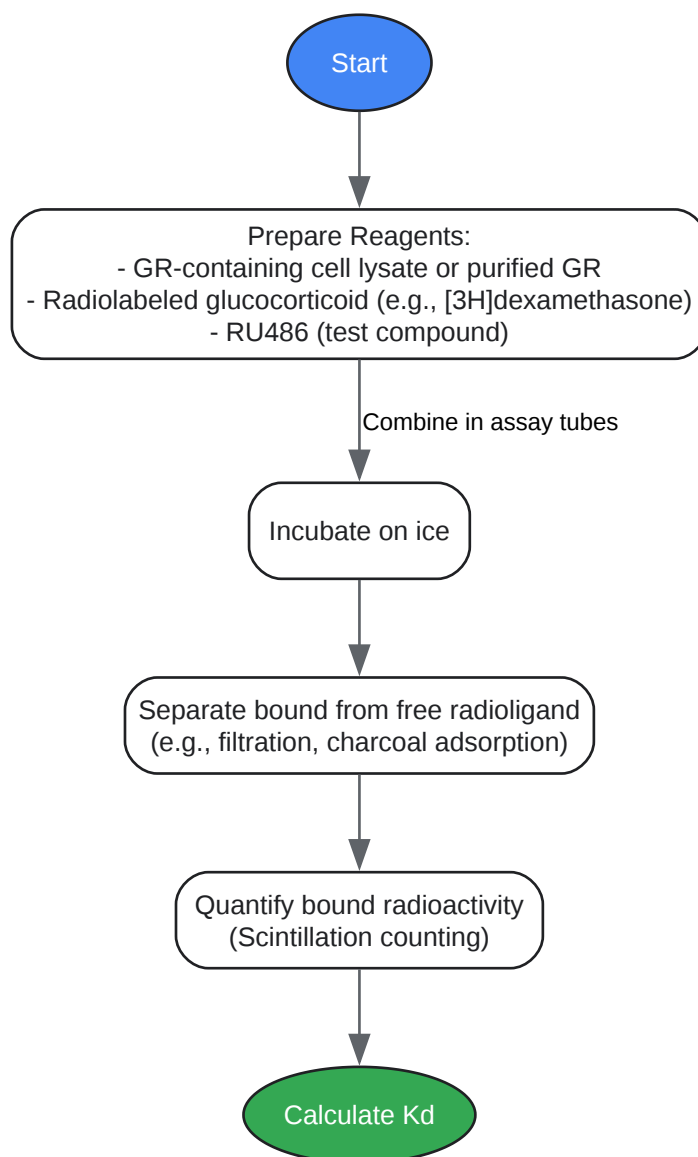 Start
Prepare Reagents:
- GR-containing cell lysate or purified GR
- Radiolabeled glucocorticoid (e.g., [3H]dexamethasone)
- RU486 (test compound)
Combine in assay tubes
Incubate on ice
Separate bound from free radioligand
(e.g., filtration, charcoal adsorption)
Quantify bound radioactivity
(Scintillation counting)
Calculate Kd